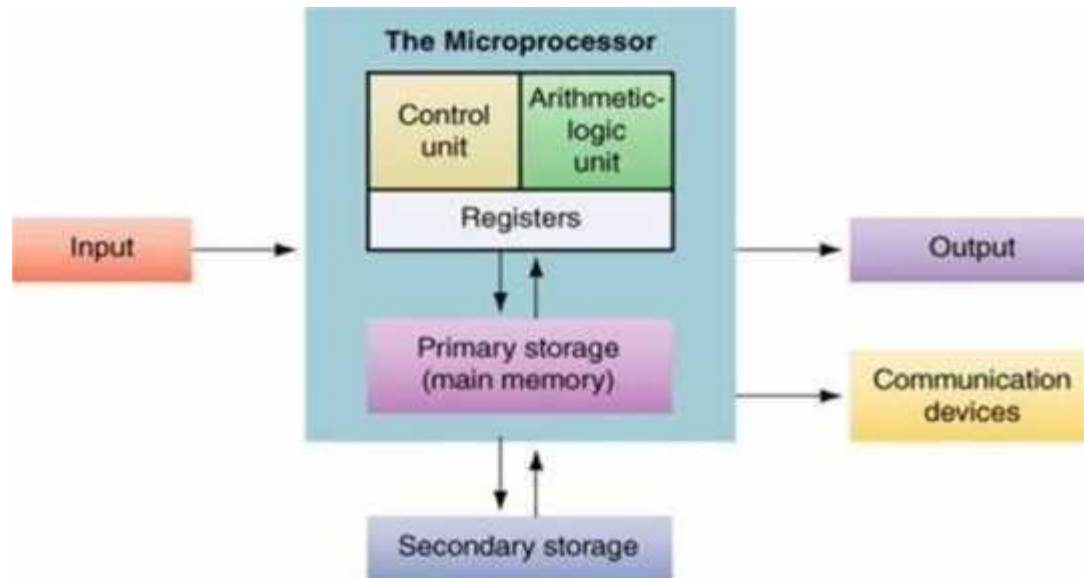 The Microprocessor
Control
unit
Arithmetic-
logic
unit
Registers
Input
Output
Primary storage
(main memory)
Communication
devices
Secondary storage